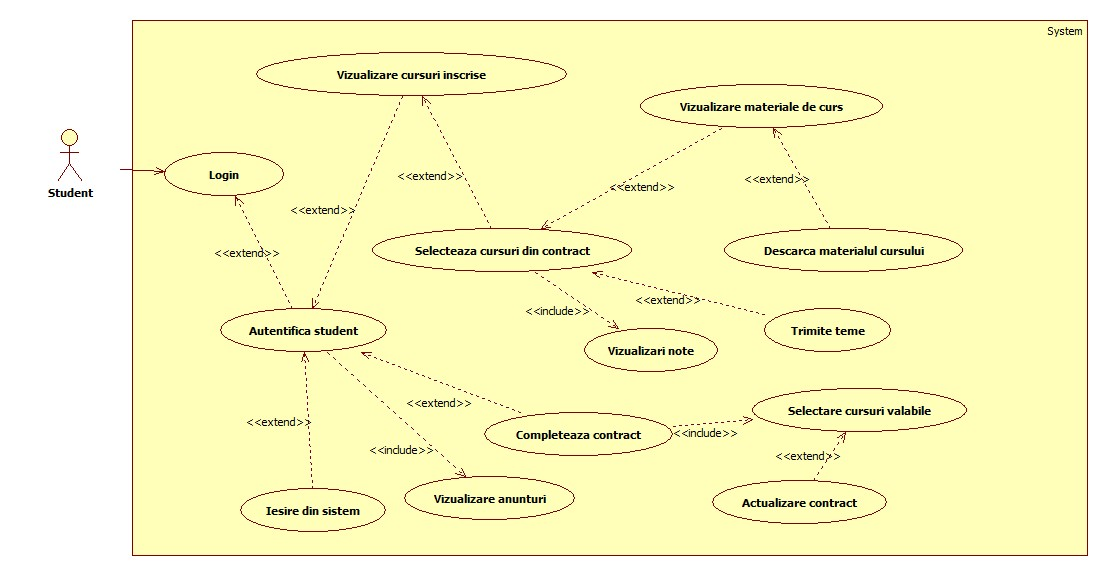 System
Vizualizare cursuri inscrise
Vizualizare materiale de curs
Student
Login
<<extend>>
<<extend>>
<<extend>>
<<extend>>
<<extend>>
Selecteaza cursuri din contract
Descarca materialul cursului
<<include>>
<<extend>>
Autentifica student
Trimite teme
Vizualizari note
<<extend>>
<<extend>>
Selectare cursuri valabile
Completeaza contract
<<include>>
<<include>>
<<extend>>
Vizualizare anunturi
Actualizare contract
Iesire din sistem